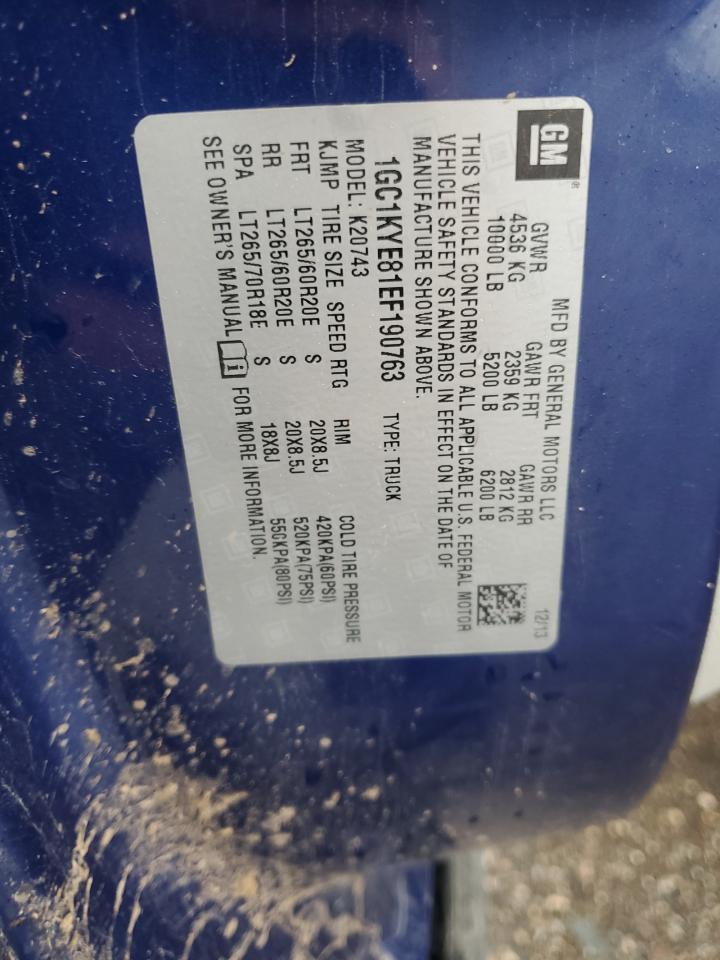 GM®
MFD BY GENERAL MOTORS LLC 12/13
GVWR GAWR FRT GAWR RR
4536 KG 2359 KG 2812 KG
10000 LB 5200 LB 6200 LB
THIS VEHICLE CONFORMS TO ALL APPLICABLE U.S. FEDERAL MOTOR
VEHICLE SAFETY STANDARDS IN EFFECT ON THE DATE OF
MANUFACTURE SHOWN ABOVE.
1GC1KYE81EF190763 TYPE: TRUCK
MODEL: K20743
KJMP TIRE SIZE SPEED RTG RIM COLD TIRE PRESSURE
FRT LT265/60R20E S 20X8.5J 420KPA(60PSI)
RR LT265/60R20E S 20X8.5J 520KPA(75PSI)
SPA LT265/70R18E S 18X8J 550KPA(80PSI)
SEE OWNER'S MANUAL FOR MORE INFORMATION.